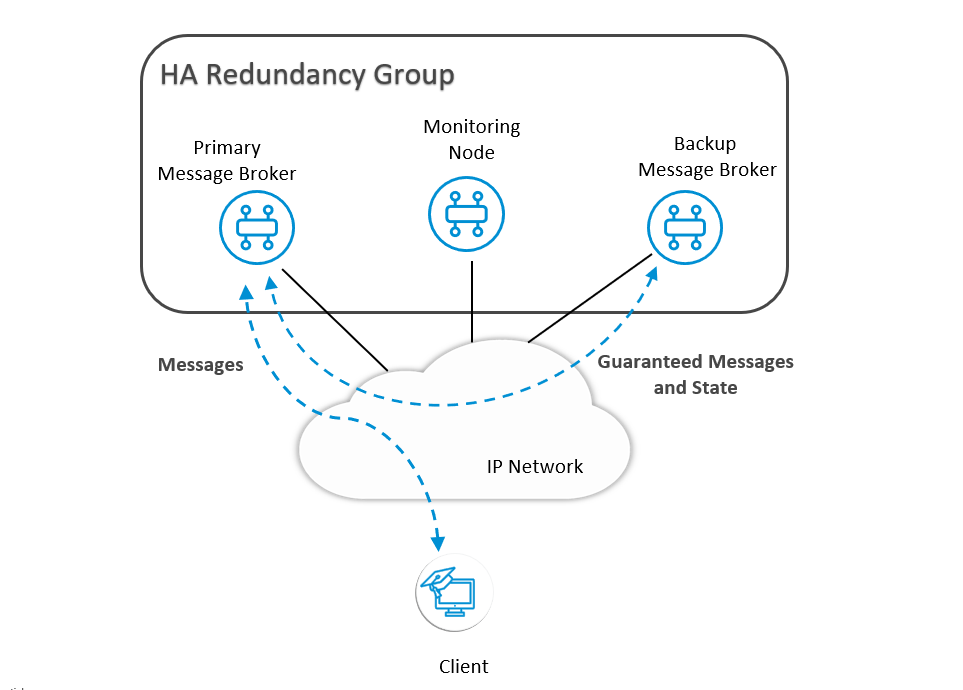 HA Redundancy Group
Primary
Message Broker
Monitoring
Node
Backup
Message Broker
Messages
Guaranteed Messages
and State
IP Network
Client